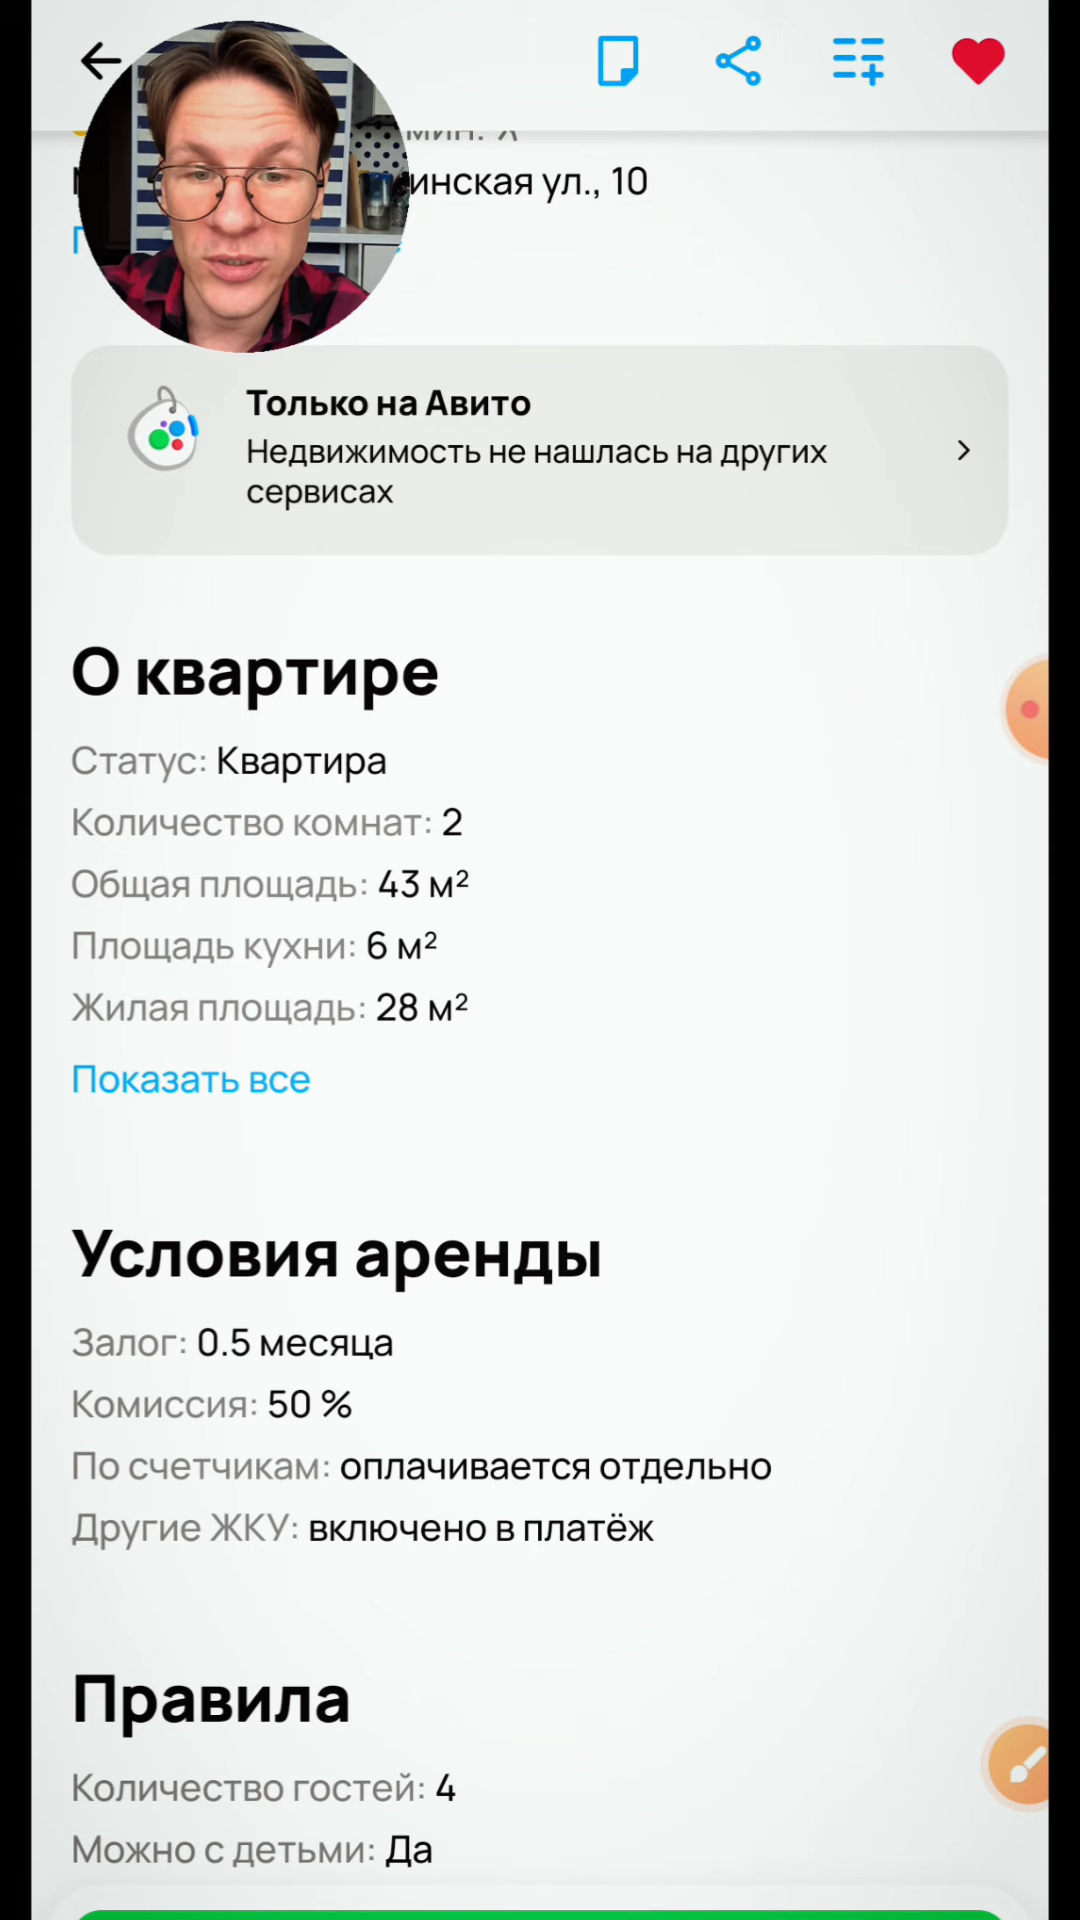 ул., 10
Только на Авито
Недвижимость не нашлась на других
сервисах
О квартире
Статус: Квартира
Количество комнат: 2
Общая площадь: 43 м²
Площадь кухни: 6 м²
Жилая площадь: 28 м²
Показать все
Условия аренды
Залог: 0.5 месяца
Комиссия: 50 %
По счетчикам: оплачивается отдельно
Другие ЖКУ: включено в платёж
Правила
Количество гостей: 4
Можно с детьми: Да